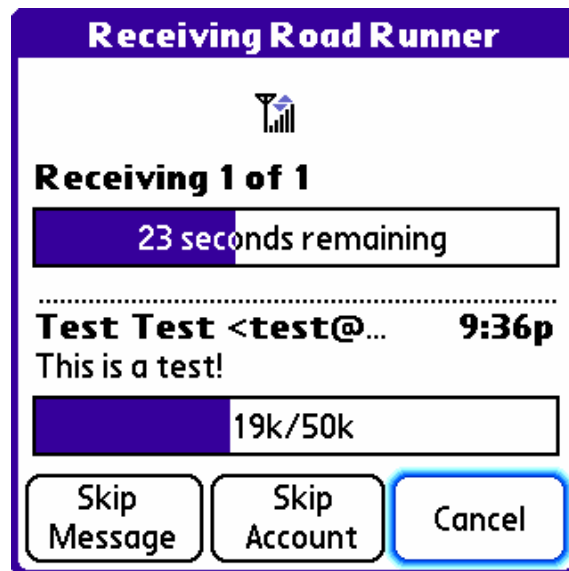 Receiving Road Runner
Receiving 1 of 1
23 seconds remaining
Test Test <test@... 9:36p
This is a test!
19k/50k
Skip Message
Skip Account
Cancel